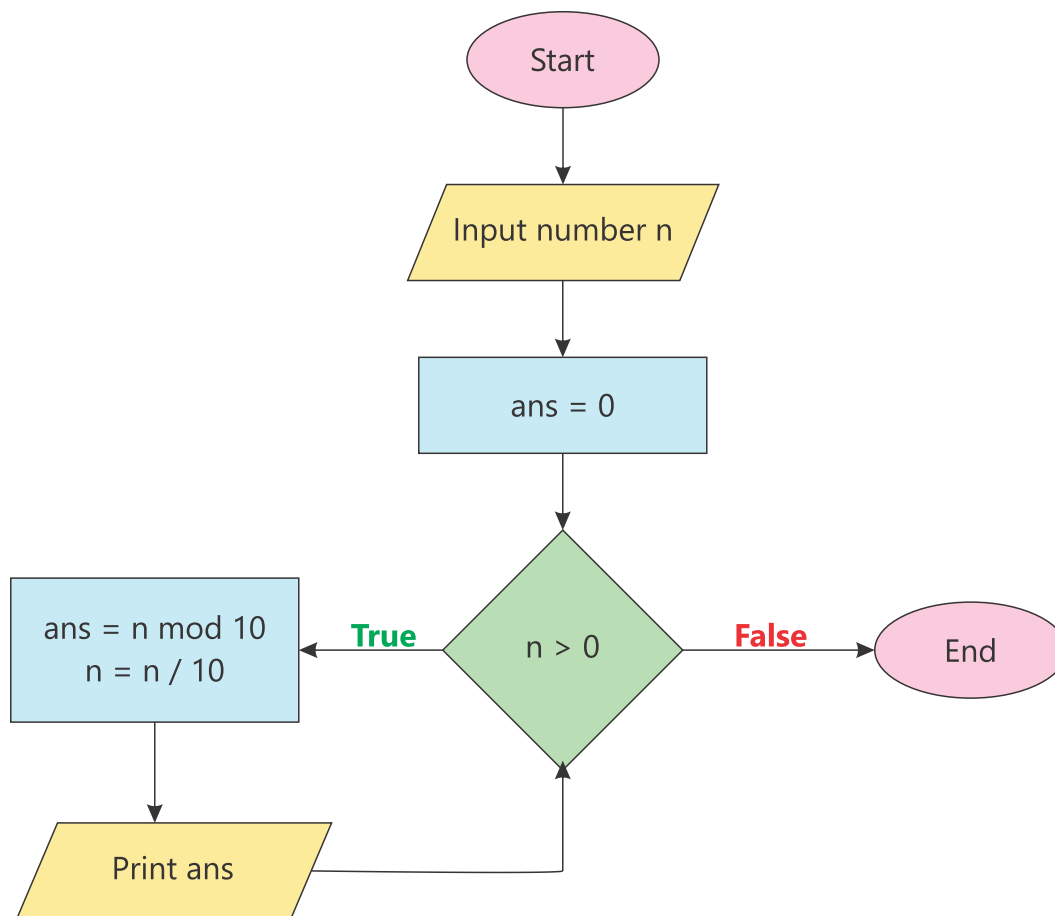 Start
Input number n
ans = 0
n > 0
True
False
ans = n mod 10
n = n / 10
End
Print ans